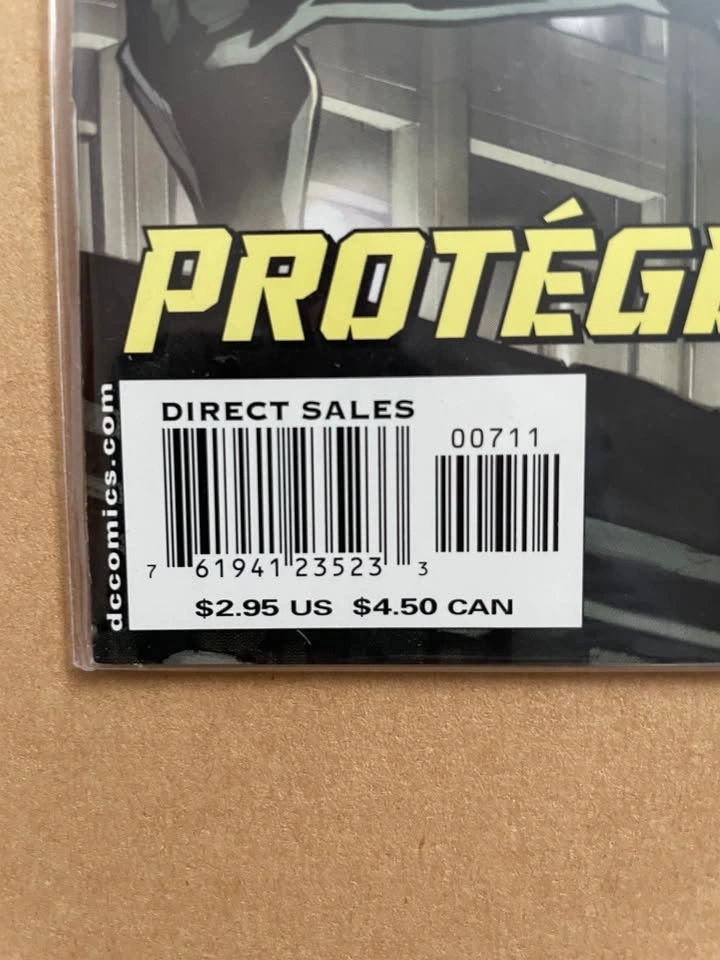 PROTÉG
DIRECT SALES
00711
7 61941 23523 3
$2.95 US $4.50 CAN
dccomics.com